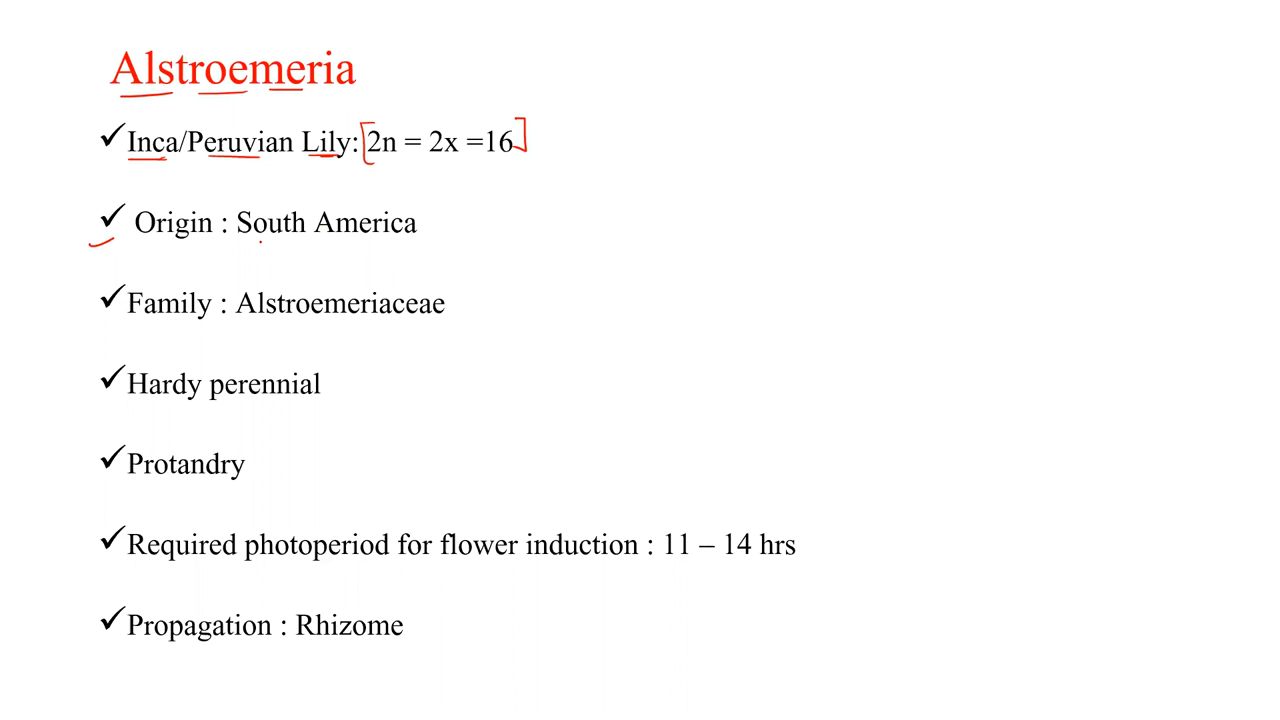 Alstroemeria
✓Inca/Peruvian Lily: 2n = 2x =16
✓ Origin : South America
✓Family : Alstroemeriaceae
✓Hardy perennial
✓Protandry
✓Required photoperiod for flower induction : 11 – 14 hrs
✓Propagation : Rhizome